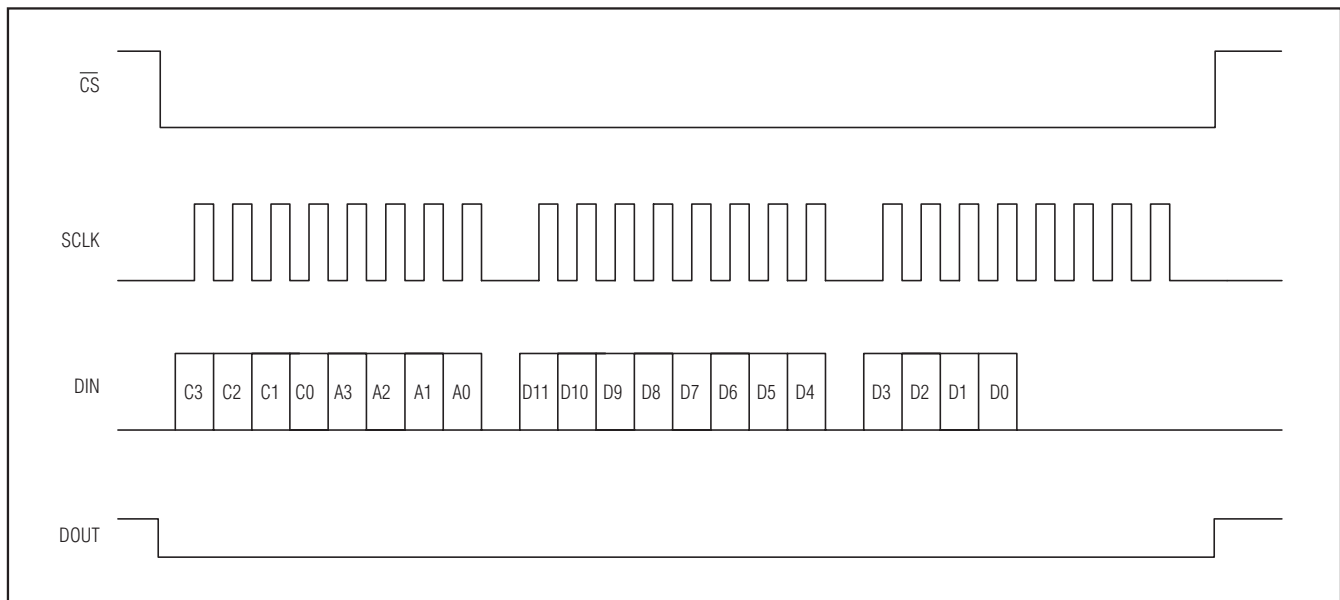 C̅S̅
SCLK
DIN
C3 C2 C1 C0 A3 A2 A1 A0 D11 D10 D9 D8 D7 D6 D5 D4 D3 D2 D1 D0
DOUT